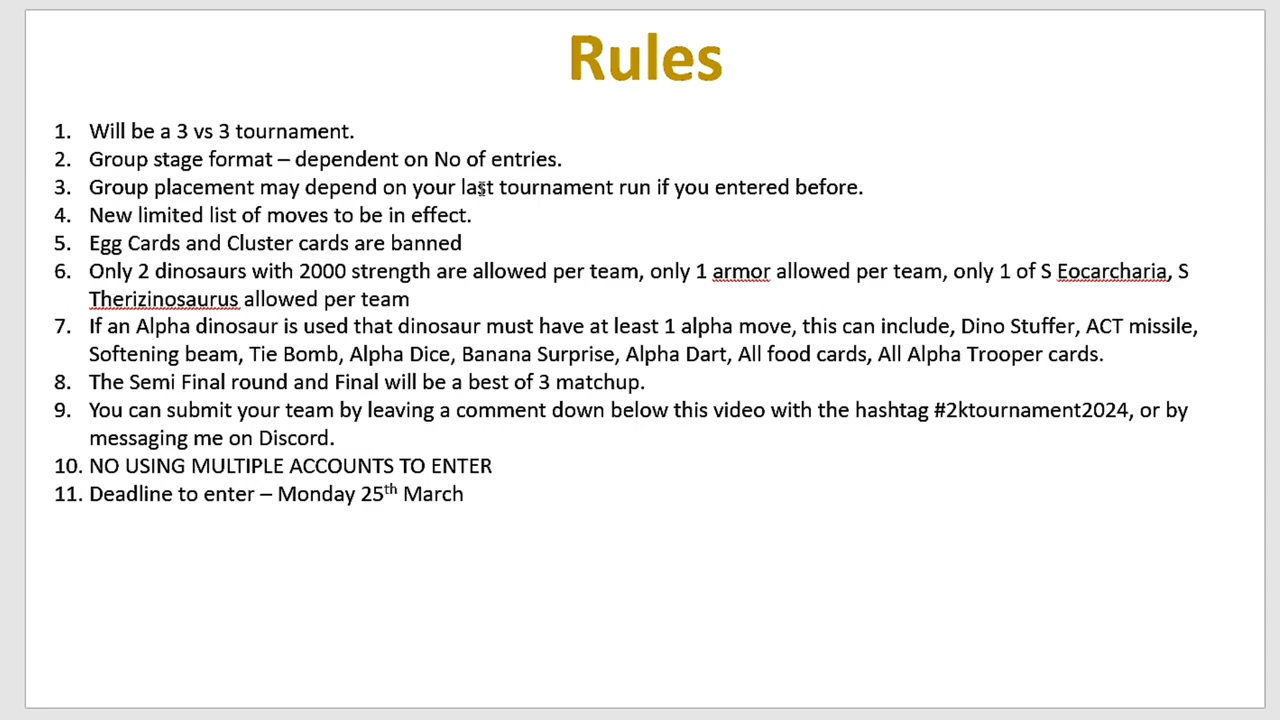 Rules
1. Will be a 3 vs 3 tournament.
2. Group stage format – dependent on No of entries.
3. Group placement may depend on your last tournament run if you entered before.
4. New limited list of moves to be in effect.
5. Egg Cards and Cluster cards are banned
6. Only 2 dinosaurs with 2000 strength are allowed per team, only 1 armor allowed per team, only 1 of S Eocarcharia, S
Therizinosaurus allowed per team
7. If an Alpha dinosaur is used that dinosaur must have at least 1 alpha move, this can include, Dino Stuffer, ACT missile,
Softening beam, Tie Bomb, Alpha Dice, Banana Surprise, Alpha Dart, All food cards, All Alpha Trooper cards.
8. The Semi Final round and Final will be a best of 3 matchup.
9. You can submit your team by leaving a comment down below this video with the hashtag #2ktournament2024, or by
messaging me on Discord.
10. NO USING MULTIPLE ACCOUNTS TO ENTER
11. Deadline to enter – Monday 25th March